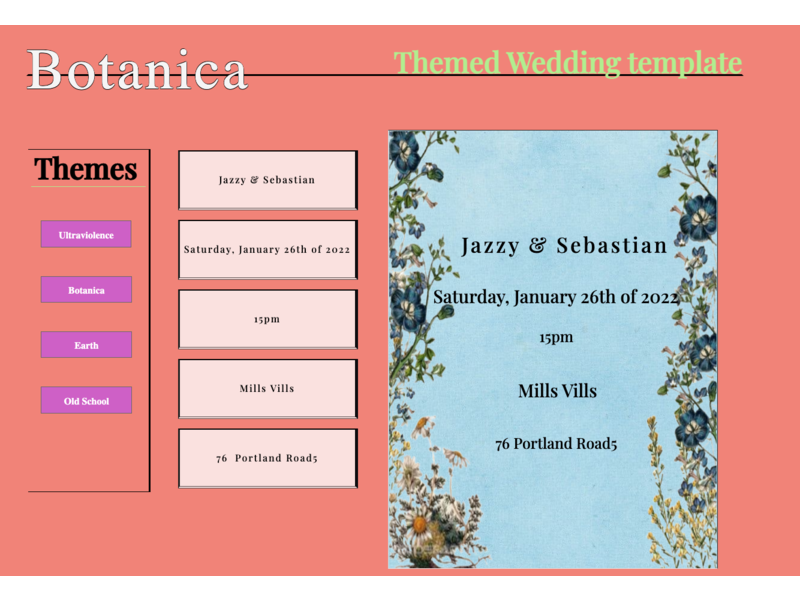 Botanica
Themed Wedding template
Themes
Ultraviolence
Botanica
Earth
Old School
Jazzy & Sebastian
Saturday, January 26th of 2022
15pm
Mills Vills
76 Portland Road5
Jazzy & Sebastian
Saturday, January 26th of 2022
15pm
Mills Vills
76 Portland Road5